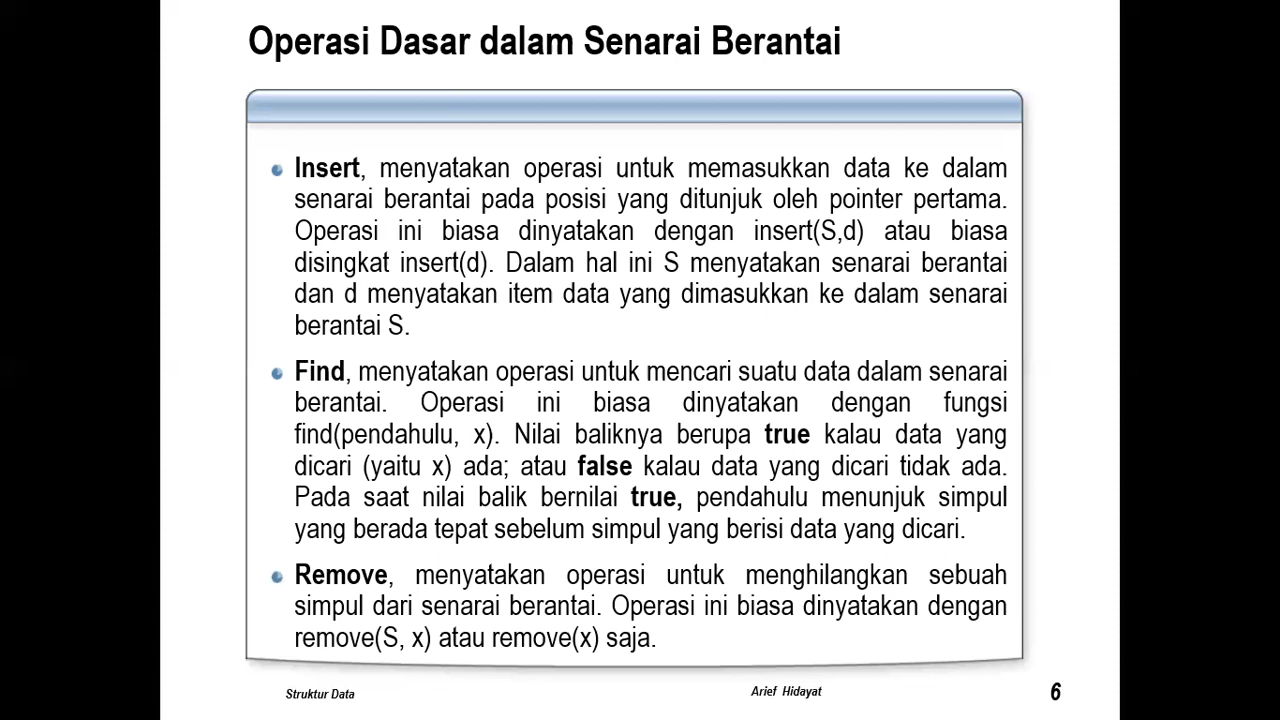 Operasi Dasar dalam Senarai Berantai
Insert, menyatakan operasi untuk memasukkan data ke dalam
senarai berantai pada posisi yang ditunjuk oleh pointer pertama.
Operasi ini biasa dinyatakan dengan insert(S,d) atau biasa
disingkat insert(d). Dalam hal ini S menyatakan senarai berantai
dan d menyatakan item data yang dimasukkan ke dalam senarai
berantai S.
Find, menyatakan operasi untuk mencari suatu data dalam senarai
berantai. Operasi ini biasa dinyatakan dengan fungsi
find(pendahulu, x). Nilai baliknya berupa true kalau data yang
dicari (yaitu x) ada; atau false kalau data yang dicari tidak ada.
Pada saat nilai balik bernilai true, pendahulu menunjuk simpul
yang berada tepat sebelum simpul yang berisi data yang dicari.
Remove, menyatakan operasi untuk menghilangkan sebuah
simpul dari senarai berantai. Operasi ini biasa dinyatakan dengan
remove(S, x) atau remove(x) saja.
Struktur Data
Arief Hidayat
6